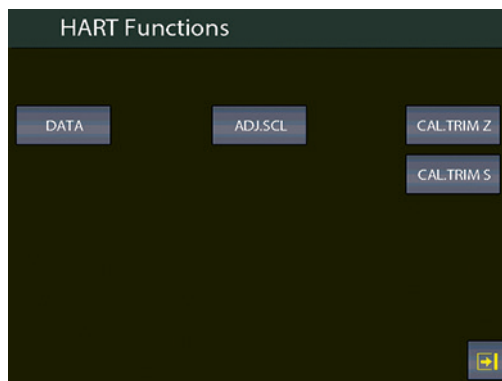 HART Functions
DATA
ADJ.SCL
CAL.TRIM Z
CAL.TRIM S